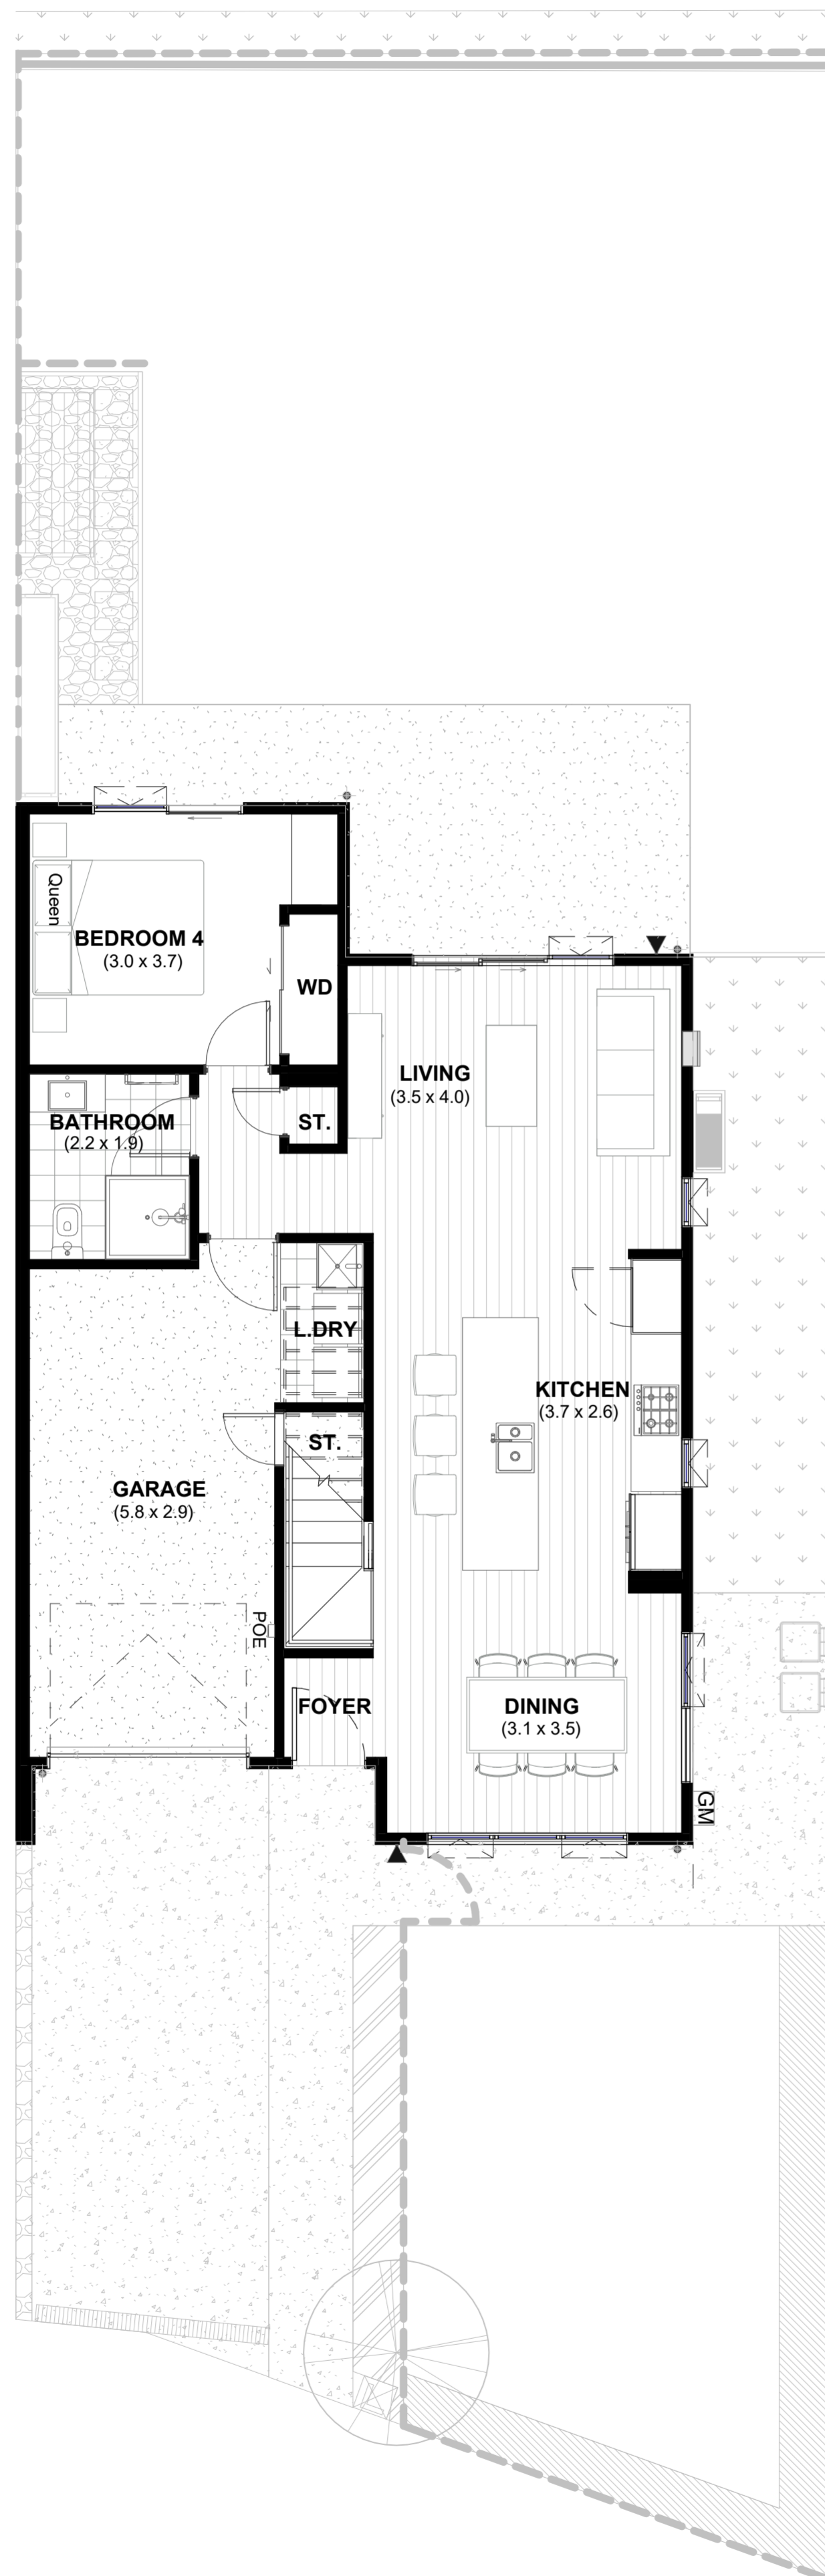 Queen
BEDROOM 4
(3.0 x 3.7)
WD
LIVING
(3.5 x 4.0)
BATHROOM
(2.2 x 1.9)
ST.
L.DRY
KITCHEN
(3.7 x 2.6)
ST.
GARAGE
(5.8 x 2.9)
POE
FOYER
DINING
(3.1 x 3.5)
GM